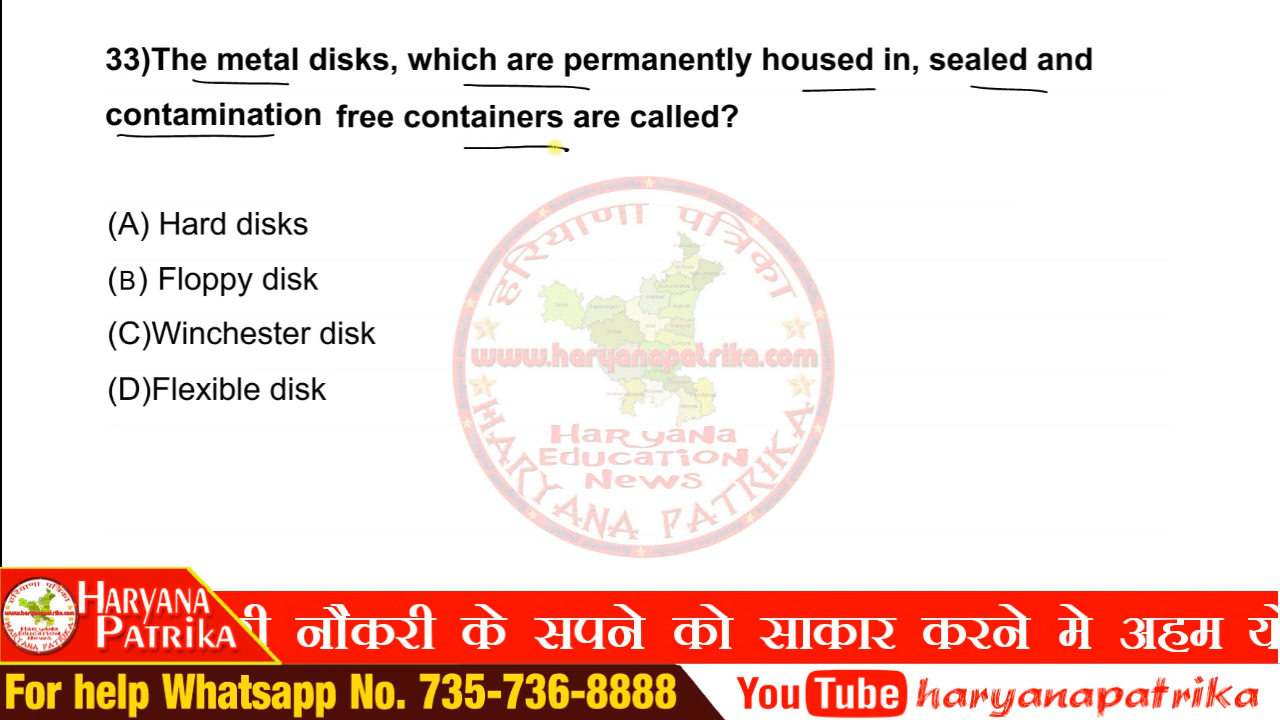 33)The metal disks, which are permanently housed in, sealed and
contamination free containers are called?
(A) Hard disks
(B) Floppy disk
(C)Winchester disk
(D)Flexible disk
हरियाणा पत्रिका
www.haryanapatrika.com
Haryana
Education
News
HARYANA PATRIKA
HARYANA
PATRIKA
नौकरी के सपने को साकार करने मे अहम
For help Whatsapp No. 735-736-8888
YouTube haryanapatrika